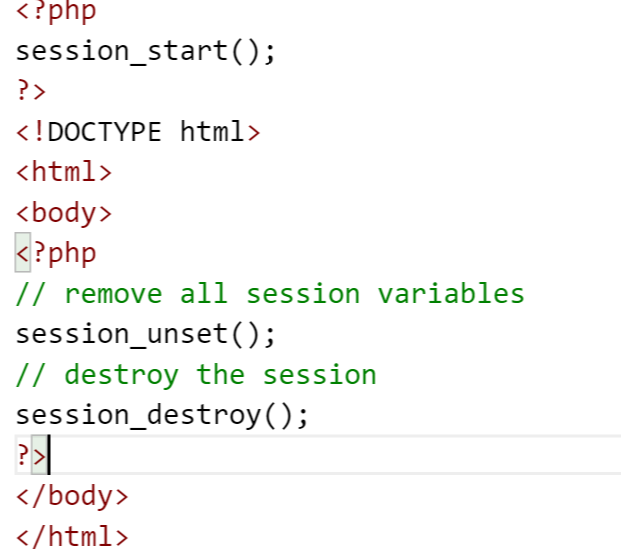 <?php
session_start();
?>
<!DOCTYPE html>
<html>
<body>
<?php
// remove all session variables
session_unset();
// destroy the session
session_destroy();
?>
</body>
</html>